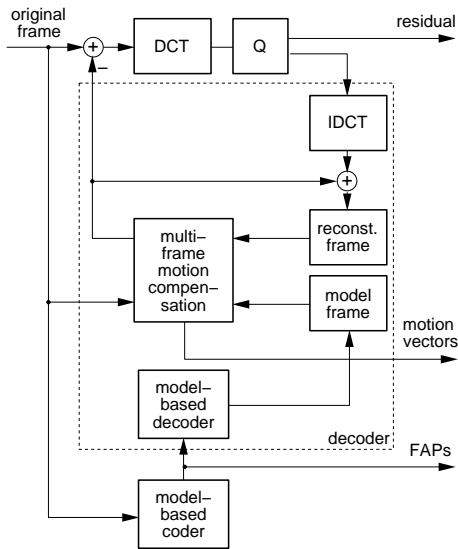 original
frame
residual
+
DCT
Q
−
IDCT
+
multi−
frame
motion
compen−
sation
reconst.
frame
model
frame
motion
vectors
model−
based
decoder
decoder
FAPs
model−
based
coder